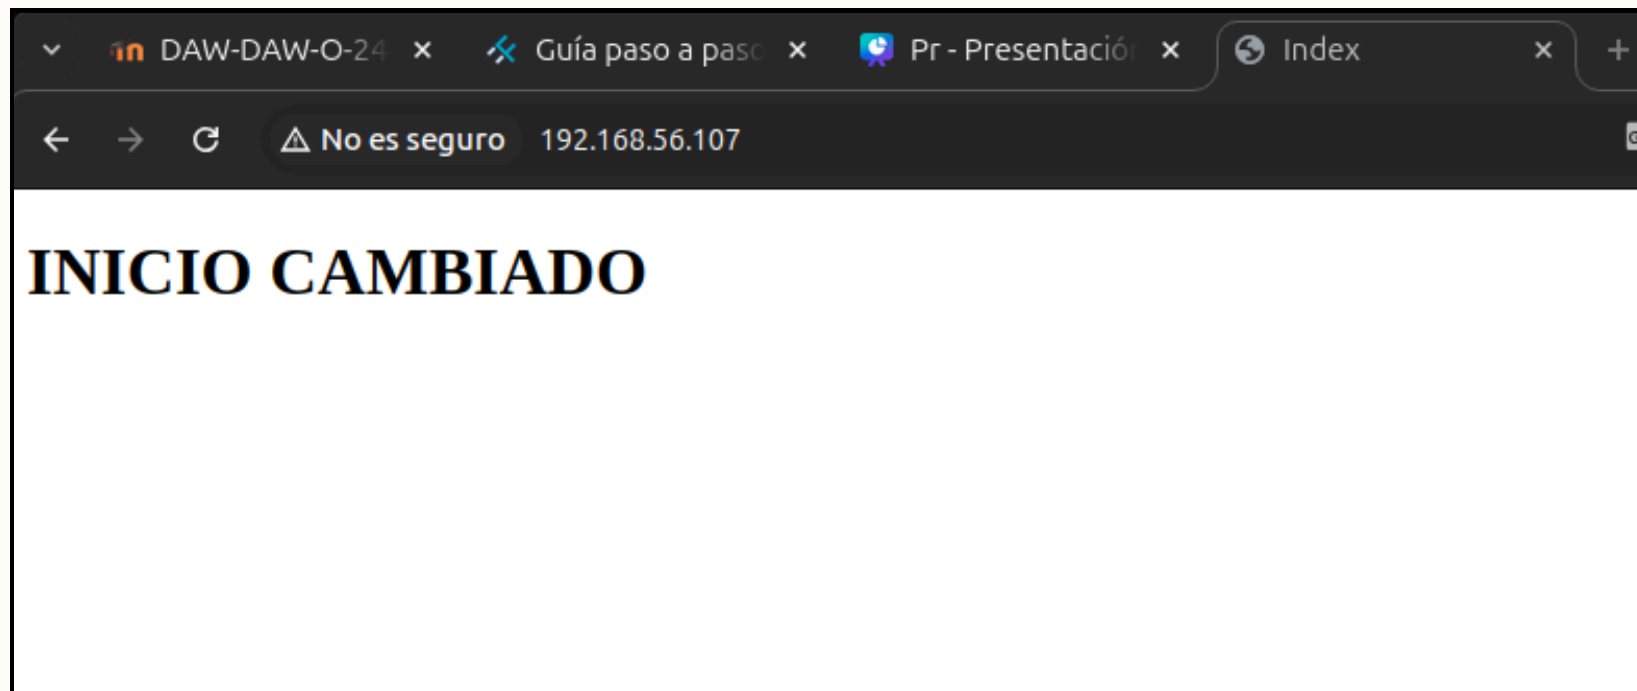 DAW-DAW-O-24 Guía paso a paso Pr - Presentación Index
No es seguro 192.168.56.107
INICIO CAMBIADO